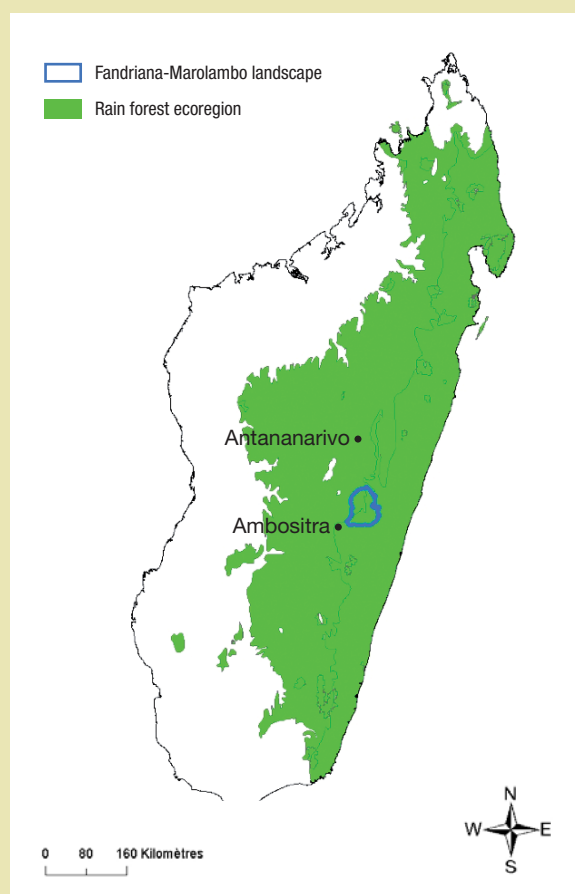 Fandriana-Marolambo landscape
Rain forest ecoregion
Antananarivo
Ambositra
N
W E
S
0 80 160 Kilomètres